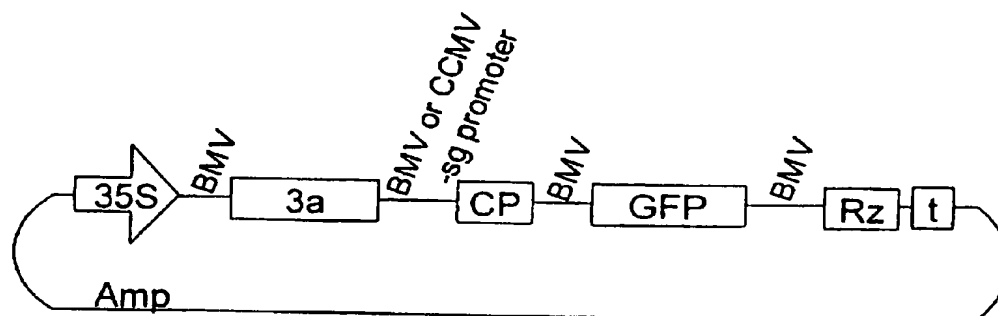 35S
BMV
3a
BMV or CCMV
-sg promoter
CP
BMV
GFP
BMV
Rz
t
Amp